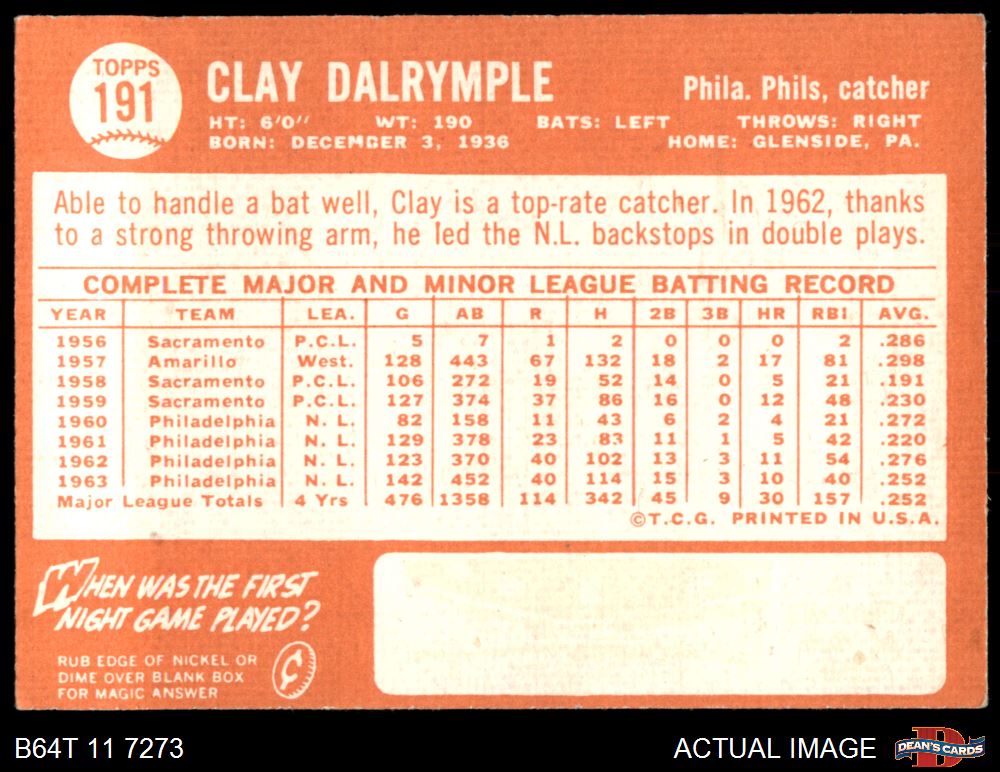 TOPPS
191
CLAY DALRYMPLE
Phila. Phils, catcher
HT: 6'0" WT: 190 BATS: LEFT THROWS: RIGHT
BORN: DECEMBER 3, 1936 HOME: GLENSIDE, PA.
Able to handle a bat well, Clay is a top-rate catcher. In 1962, thanks
to a strong throwing arm, he led the N.L. backstops in double plays.
COMPLETE MAJOR AND MINOR LEAGUE BATTING RECORD
YEAR TEAM LEA. G AB R H 2B 3B HR RBI AVG.
1956 Sacramento P.C.L. 5 7 1 2 0 0 0 2 .286
1957 Amarillo West. 128 443 67 132 18 2 17 81 .298
1958 Sacramento P.C.L. 106 272 19 52 14 0 5 21 .191
1959 Sacramento P.C.L. 127 374 37 86 16 0 12 48 .230
1960 Philadelphia N. L. 82 158 11 43 6 2 4 21 .272
1961 Philadelphia N. L. 129 378 23 83 11 1 5 42 .220
1962 Philadelphia N. L. 123 370 40 102 13 3 11 54 .276
1963 Philadelphia N. L. 142 452 40 114 15 3 10 40 .252
Major League Totals 4 Yrs 476 1358 114 342 45 9 30 157 .252
©T.C.G. PRINTED IN U.S.A.
WHEN WAS THE FIRST
NIGHT GAME PLAYED?
RUB EDGE OF NICKEL OR
DIME OVER BLANK BOX
FOR MAGIC ANSWER
¢
B64T 11 7273
ACTUAL IMAGE
DEAN'S CARDS